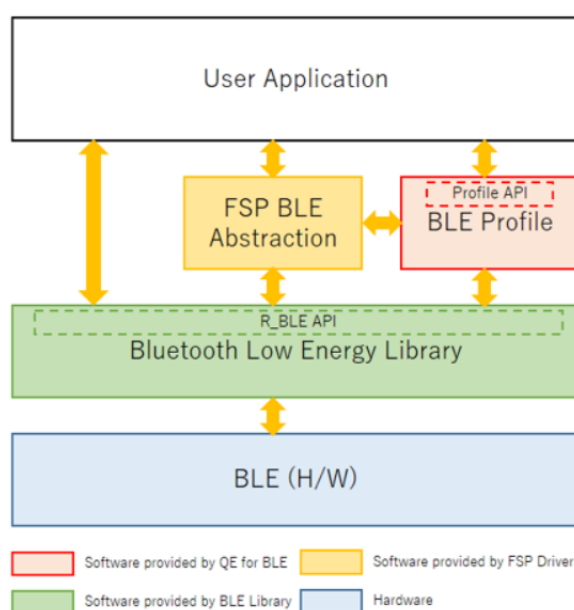 User Application
FSP BLE
Abstraction
Profile API
BLE Profile
R_BLE API
Bluetooth Low Energy Library
BLE (H/W)
Software provided by QE for BLE
Software provided by FSP Driver
Software provided by BLE Library
Hardware